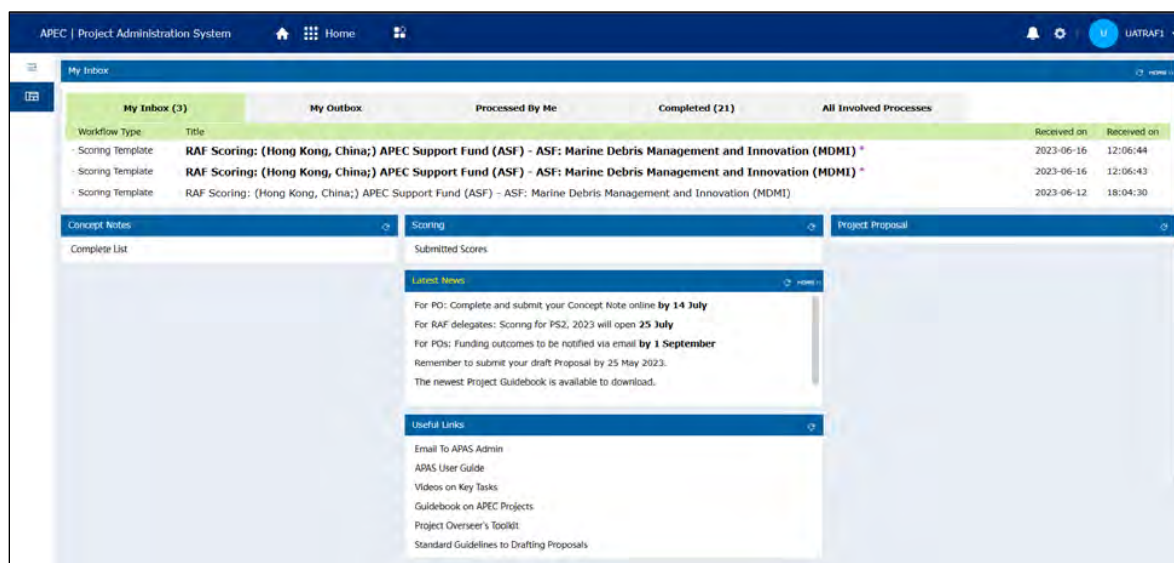 APEC | Project Administration System Home U UATRAF1
My Inbox HOME
My Inbox (3) My Outbox Processed By Me Completed (21) All Involved Processes
Workflow Type Title Received on Received on
Scoring Template RAF Scoring: (Hong Kong, China;) APEC Support Fund (ASF) - ASF: Marine Debris Management and Innovation (MDMI) * 2023-06-16 12:06:44
Scoring Template RAF Scoring: (Hong Kong, China;) APEC Support Fund (ASF) - ASF: Marine Debris Management and Innovation (MDMI) * 2023-06-16 12:06:43
Scoring Template RAF Scoring: (Hong Kong, China;) APEC Support Fund (ASF) - ASF: Marine Debris Management and Innovation (MDMI) 2023-06-12 18:04:30
Concept Notes
Complete List
Scoring
Submitted Scores
Project Proposal
Latest News HOME
For PO: Complete and submit your Concept Note online by 14 July
For RAF delegates: Scoring for PS2, 2023 will open 25 July
For POs: Funding outcomes to be notified via email by 1 September
Remember to submit your draft Proposal by 25 May 2023.
The newest Project Guidebook is available to download.
Useful Links
Email To APAS Admin
APAS User Guide
Videos on Key Tasks
Guidebook on APEC Projects
Project Overseer's Toolkit
Standard Guidelines to Drafting Proposals